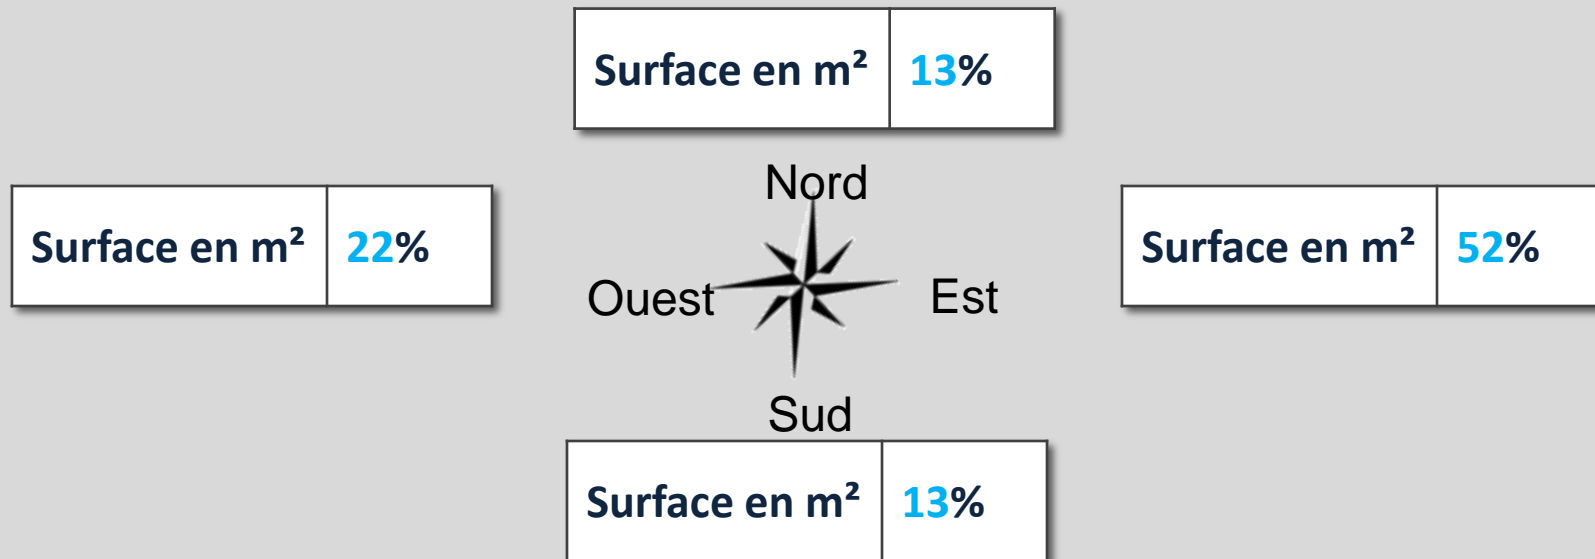 Surface en m² 13%
Nord
Surface en m² 22%
Surface en m² 52%
Ouest
Est
Sud
Surface en m² 13%